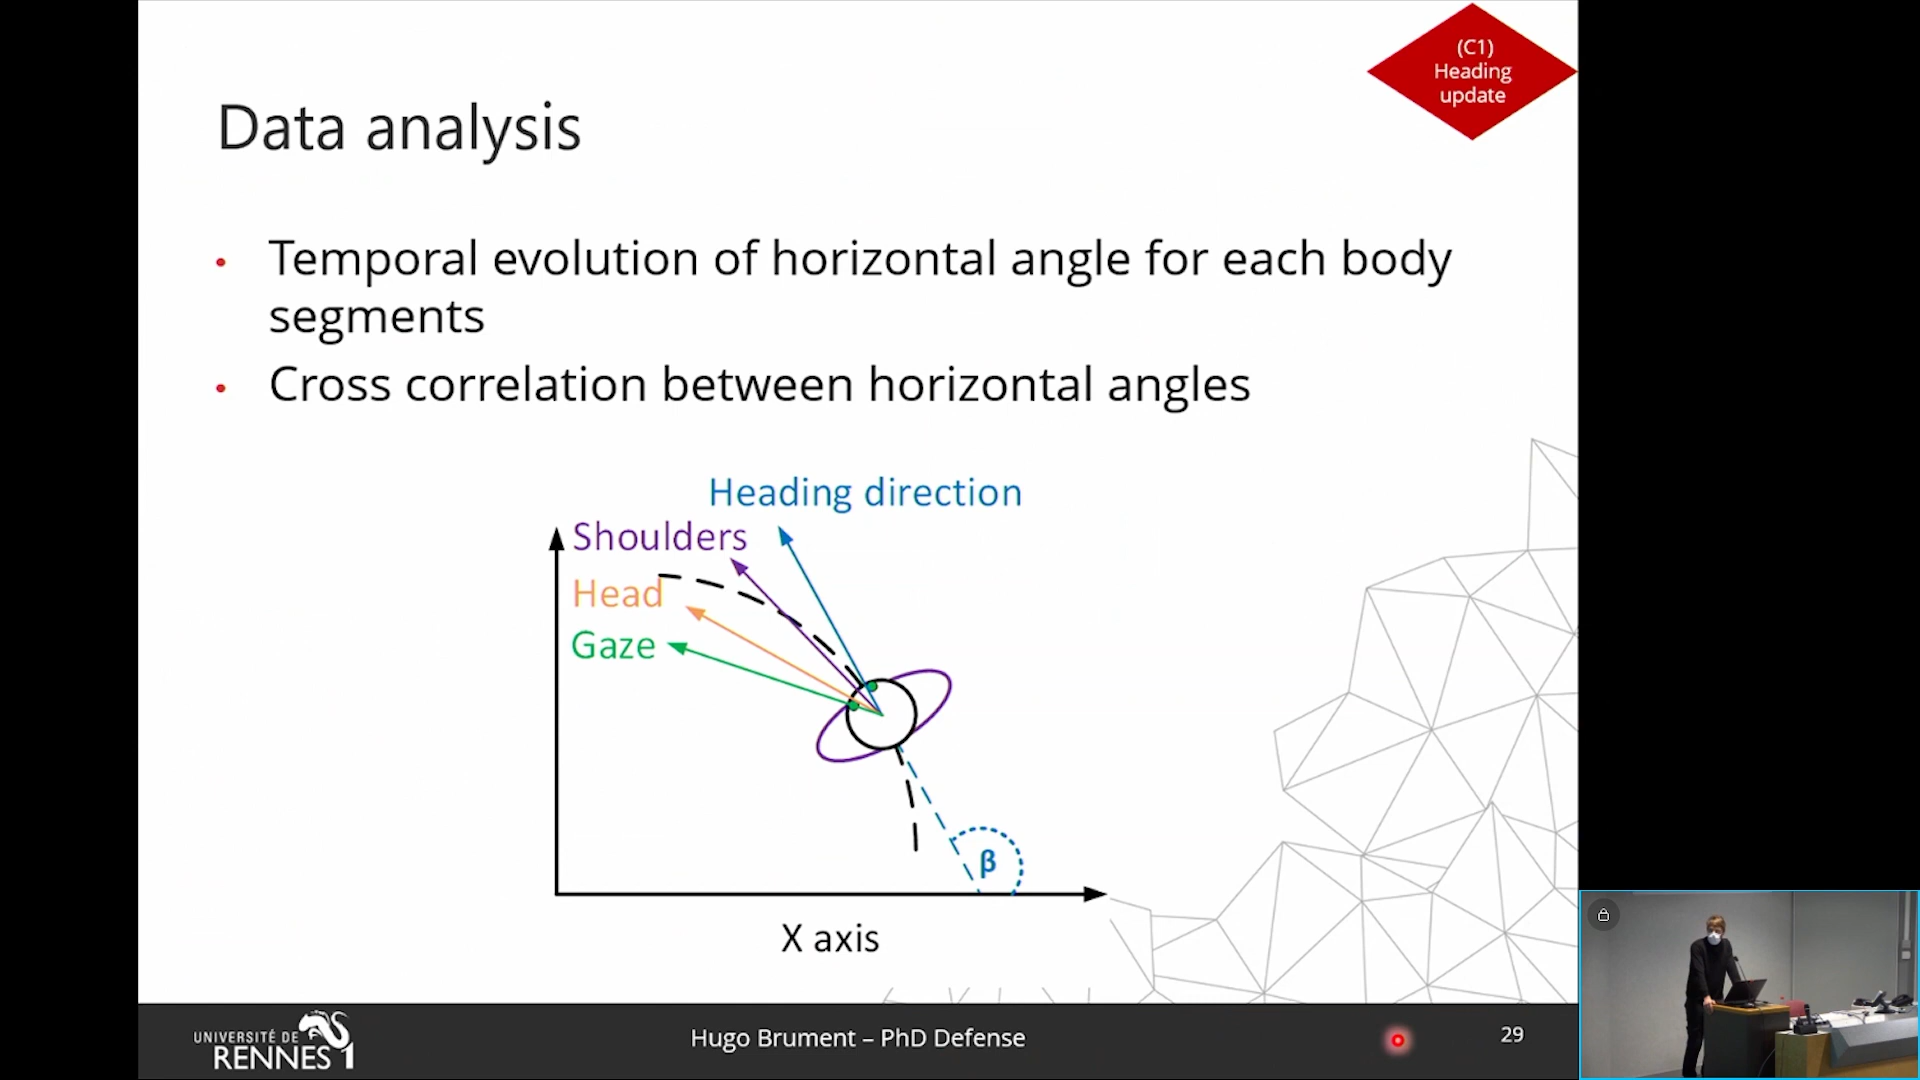 (C1)
Heading
update
Data analysis
• Temporal evolution of horizontal angle for each body
segments
• Cross correlation between horizontal angles
Heading direction
Shoulders
Head
Gaze
β
X axis
UNIVERSITÉ DE
RENNES 1
Hugo Brument – PhD Defense
29